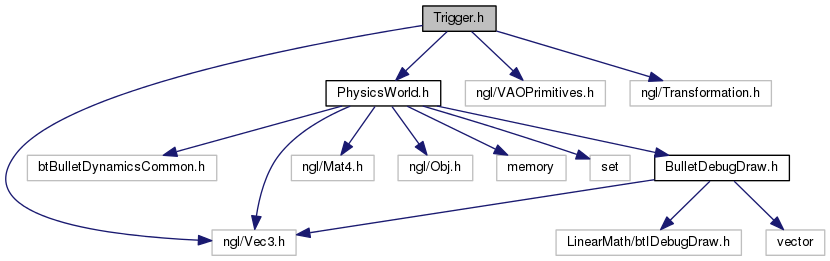 Trigger.h
PhysicsWorld.h
ngl/VAOPrimitives.h
ngl/Transformation.h
btBulletDynamicsCommon.h
ngl/Mat4.h
ngl/Obj.h
memory
set
BulletDebugDraw.h
ngl/Vec3.h
LinearMath/btIDebugDraw.h
vector